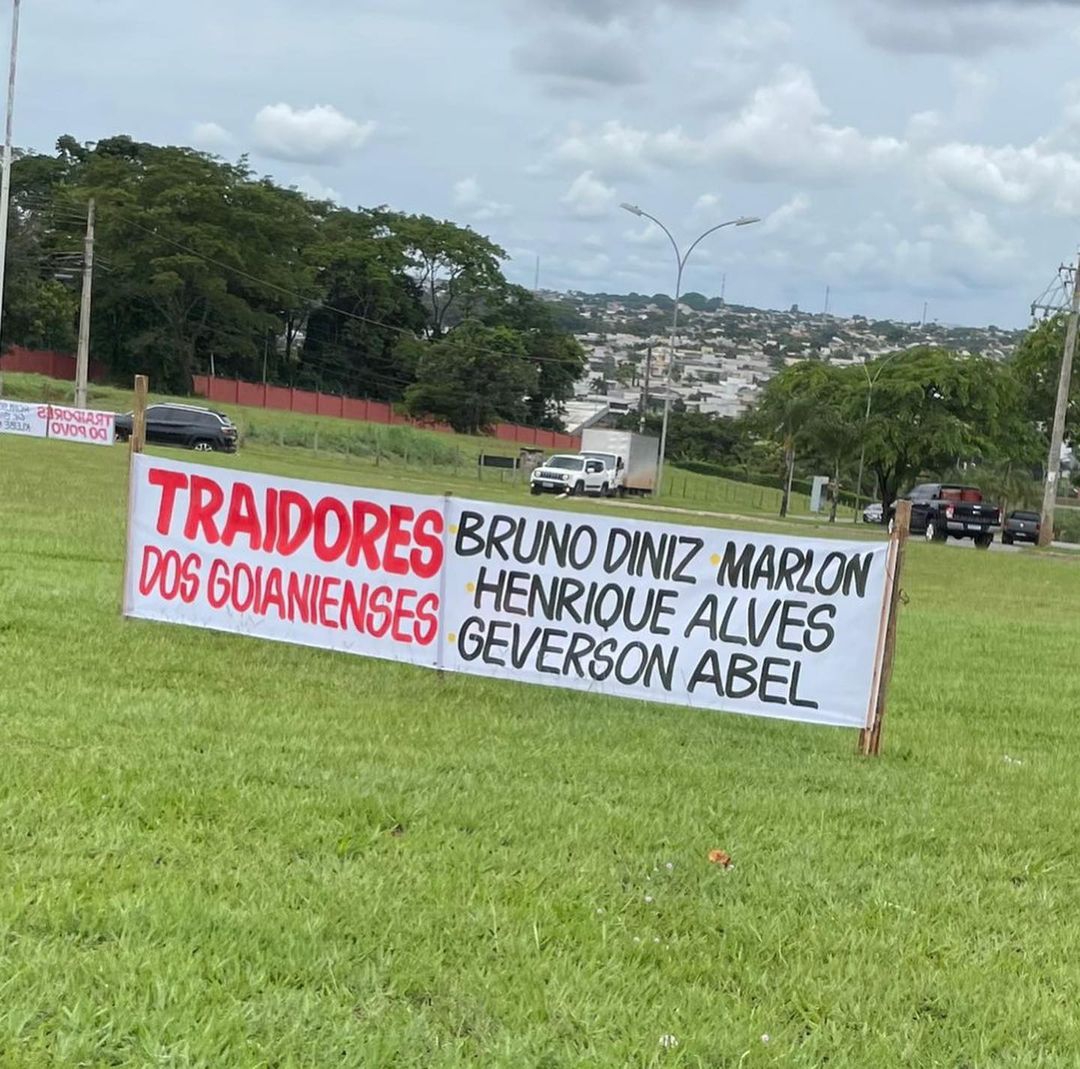 TRAIDORES
DOS GOIANIENSES
•BRUNO DINIZ •MARLON
•HENRIQUE ALVES
•GEVERSON ABEL
TRAIDORES
DO POVO